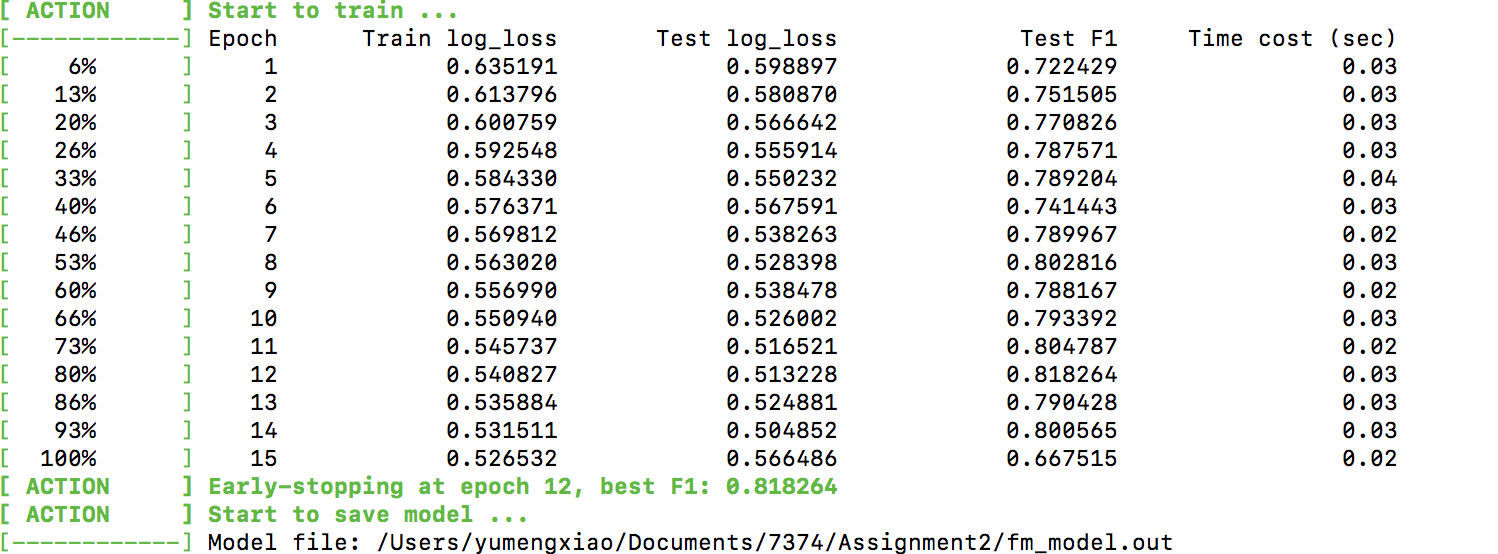 [ ACTION     ] Start to train ...
[------------] Epoch      Train log_loss       Test log_loss             Test F1     Time cost (sec)
[    6%      ]     1            0.635191            0.598897            0.722429                0.03
[   13%      ]     2            0.613796            0.580870            0.751505                0.03
[   20%      ]     3            0.600759            0.566642            0.770826                0.03
[   26%      ]     4            0.592548            0.555914            0.787571                0.03
[   33%      ]     5            0.584330            0.550232            0.789204                0.04
[   40%      ]     6            0.576371            0.567591            0.741443                0.03
[   46%      ]     7            0.569812            0.538263            0.789967                0.02
[   53%      ]     8            0.563020            0.528398            0.802816                0.03
[   60%      ]     9            0.556990            0.538478            0.788167                0.02
[   66%      ]    10            0.550940            0.526002            0.793392                0.03
[   73%      ]    11            0.545737            0.516521            0.804787                0.02
[   80%      ]    12            0.540827            0.513228            0.818264                0.03
[   86%      ]    13            0.535884            0.524881            0.790428                0.03
[   93%      ]    14            0.531511            0.504852            0.800565                0.03
[  100%      ]    15            0.526532            0.566486            0.667515                0.02
[ ACTION     ] Early-stopping at epoch 12, best F1: 0.818264
[ ACTION     ] Start to save model ...
[------------] Model file: /Users/yumengxiao/Documents/7374/Assignment2/fm_model.out